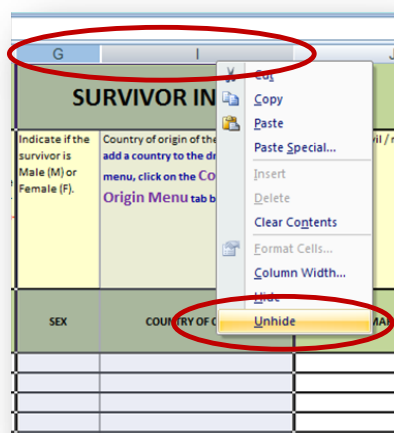 G I J
SURVIVOR IN
Indicate if the
survivor is
Male (M) or
Female (F).
Country of origin of the
add a country to the dr
menu, click on the Co
Origin Menu tab b
Cut
Copy
Paste
Paste Special...
Insert
Delete
Clear Contents
Format Cells...
Column Width...
Hide
Unhide
vil / r
SEX
COUNTRY OF O
MAR